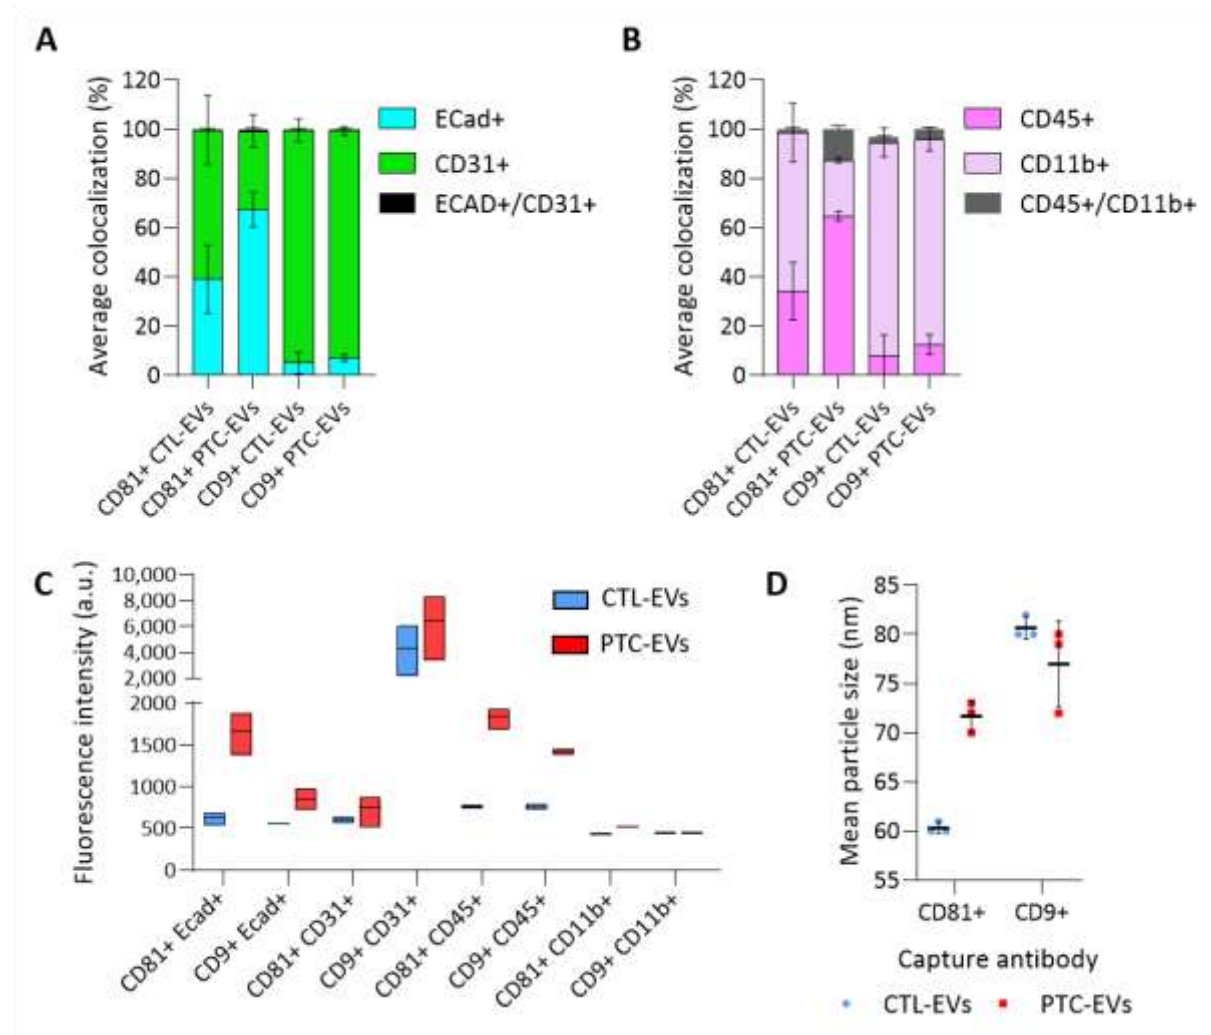 A
Average colocalization (%)
120
100
80
60
40
20
0
ECad+
CD31+
ECAD+/CD31+
CD81+ CTL-EVs
CD81+ PTC-EVs
CD9+ CTL-EVs
CD9+ PTC-EVs
B
Average colocalization (%)
120
100
80
60
40
20
0
CD45+
CD11b+
CD45+/CD11b+
CD81+ CTL-EVs
CD81+ PTC-EVs
CD9+ CTL-EVs
CD9+ PTC-EVs
C
Fluorescence intensity (a.u.)
10,000
8,000
6,000
4,000
2,000
2000
1500
1000
500
0
CTL-EVs
PTC-EVs
CD81+ Ecad+
CD9+ Ecad+
CD81+ CD31+
CD9+ CD31+
CD81+ CD45+
CD9+ CD45+
CD81+ CD11b+
CD9+ CD11b+
D
Mean particle size (nm)
85
80
75
70
65
60
55
CD81+ CD9+
Capture antibody
CTL-EVs PTC-EVs